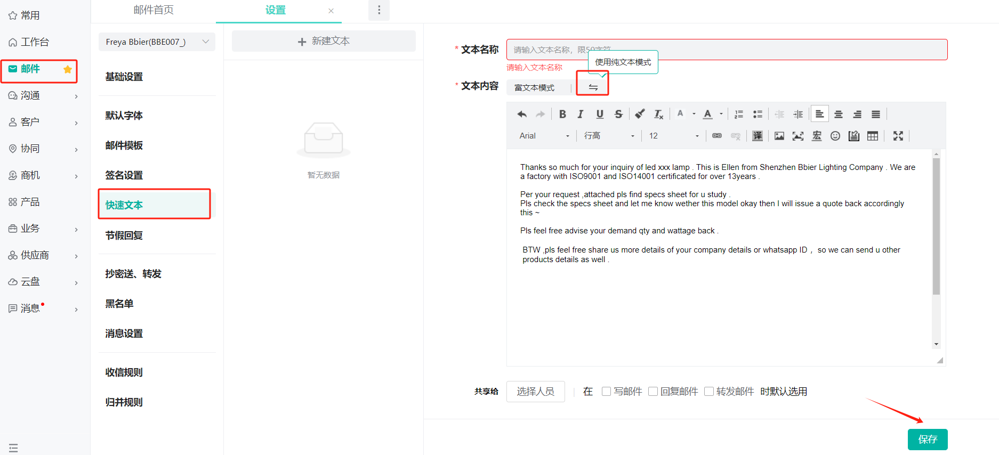 常用
工作台
邮件
沟通
客户
协同
商机
产品
业务
供应商
云盘
消息
邮件首页
设置
Freya Bbier(BBE007_)
基础设置
默认字体
邮件模板
签名设置
快速文本
节假回复
抄密送、转发
黑名单
消息设置
收信规则
归并规则
新建文本
暂无数据
* 文本名称
请输入文本名称，限50字符
使用纯文本模式
请输入文本名称
* 文本内容
富文本模式
Arial 行高 12 译 宏
Thanks so much for your inquiry of led xxx lamp . This is Ellen from Shenzhen Bbier Lighting Company . We are
a factory with ISO9001 and ISO14001 certificated for over 13years .
Per your request ,attached pls find specs sheet for u study .
Pls check the specs sheet and let me know wether this model okay then I will issue a quote back accordingly
this ~
Pls feel free advise your demand qty and wattage back .
BTW ,pls feel free share us more details of your company details or whatsapp ID ， so we can send u other
products details as well .
共享给 选择人员 在 写邮件 回复邮件 转发邮件 时默认选用
保存